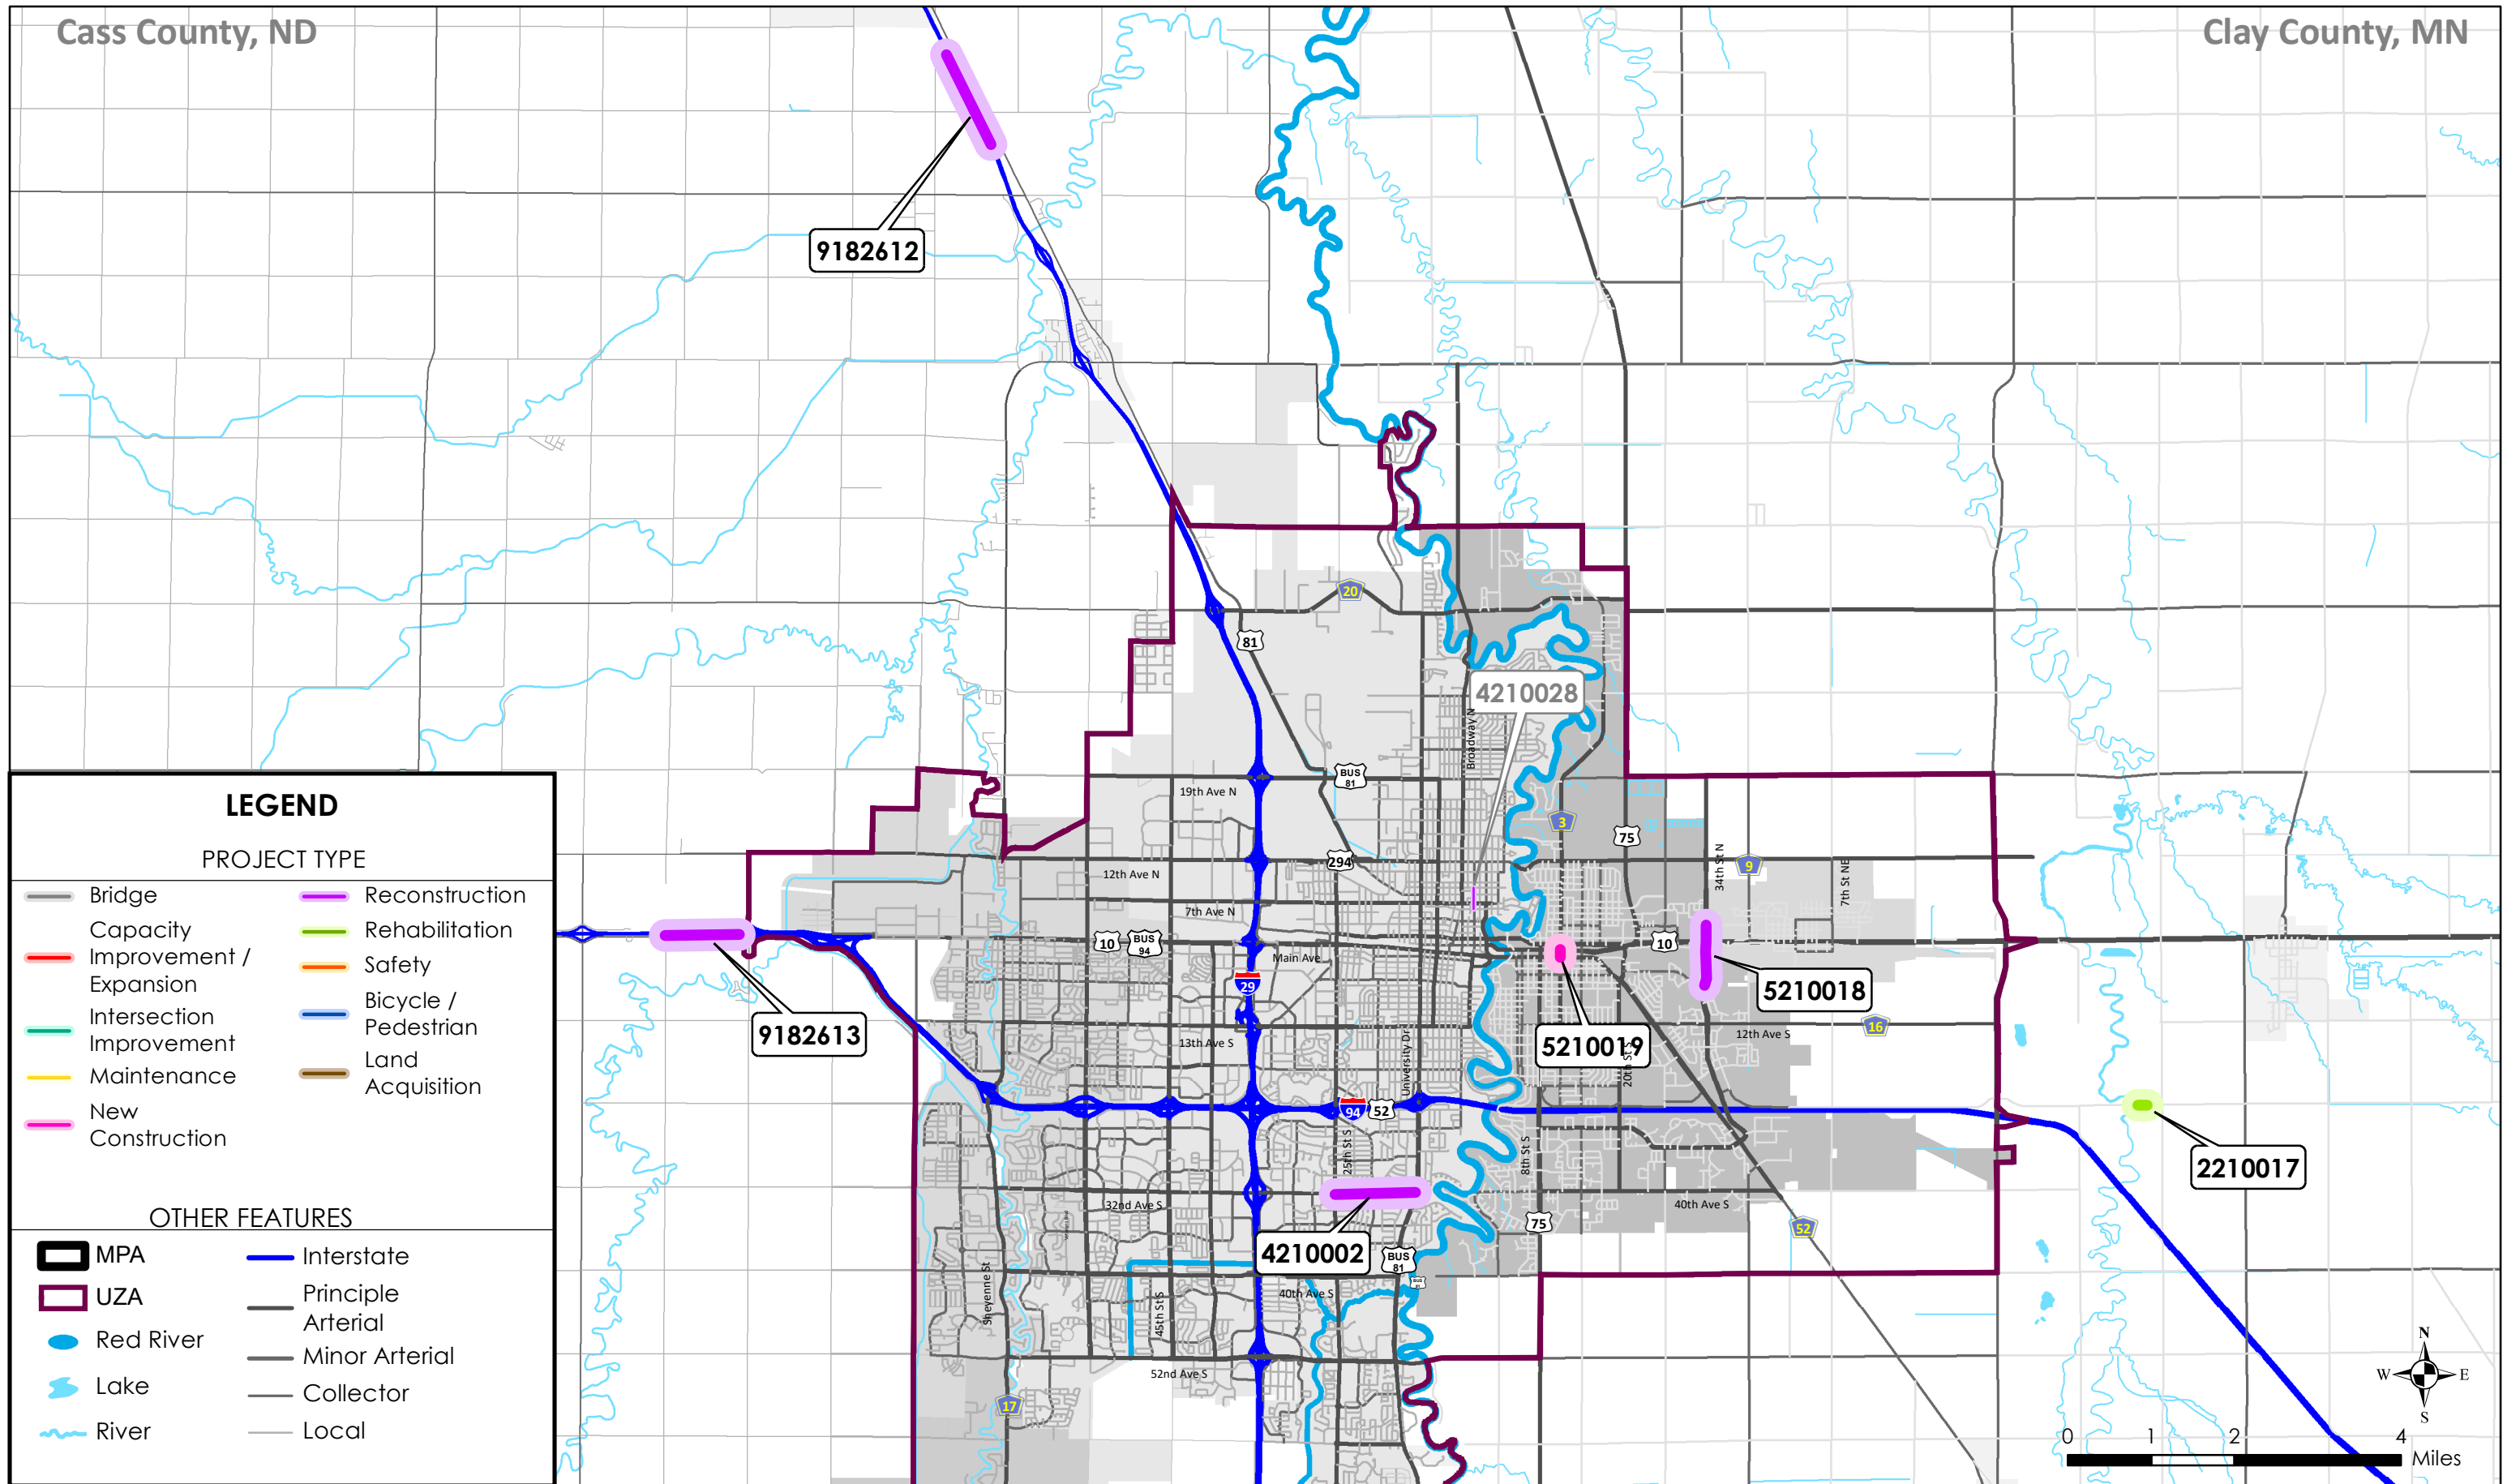 Cass County, ND
Clay County, MN
9182612
20
81
4210028
Broadway N
BUS 81
19th Ave N
3
75
34th St N
294
9
7th St NE
12th Ave N
7th Ave N
10
BUS 94
10
Main Ave
29
5210018
9182613
13th Ave S
University Dr
5210019
20th St S
12th Ave S
16
94
52
25th St S
8th St S
2210017
32nd Ave S
40th Ave S
75
52
4210002
BUS 81
Sheyenne St
45th St S
40th Ave S
52nd Ave S
17
LEGEND
PROJECT TYPE
Bridge
Capacity
Improvement /
Expansion
Intersection
Improvement
Maintenance
New
Construction
Reconstruction
Rehabilitation
Safety
Bicycle /
Pedestrian
Land
Acquisition
OTHER FEATURES
MPA
UZA
Red River
Lake
River
Interstate
Principle
Arterial
Minor Arterial
Collector
Local
N
W E
S
0 1 2 4
Miles